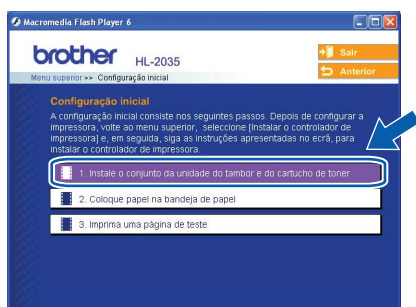 Macromedia Flash Player 6
brother HL-2035
Sair
Anterior
Menu superior >> Configuração inicial
Configuração inicial
A configuração inicial consiste nos seguintes passos. Depois de configurar a
impressora, volte ao menu superior, seleccione [Instalar o controlador de
impressora] e, em seguida, siga as instruções apresentadas no ecrã, para
instalar o controlador de impressora.
1. Instale o conjunto da unidade do tambor e do cartucho de toner
2. Coloque papel na bandeja de papel
3. Imprima uma página de teste